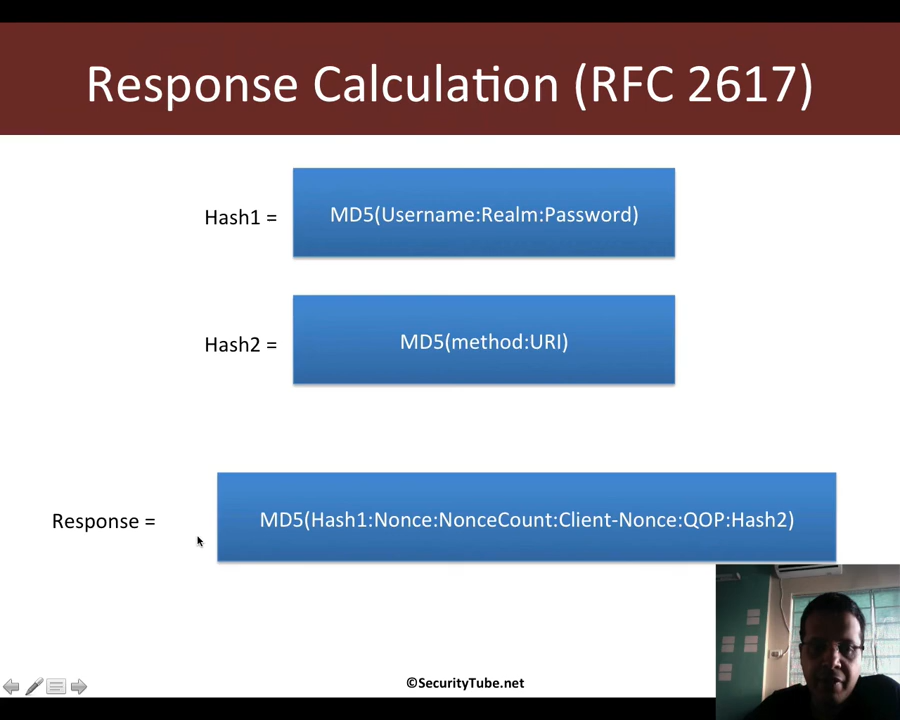 Response Calculation (RFC 2617)
Hash1 =
MD5(Username:Realm:Password)
Hash2 =
MD5(method:URI)
Response =
MD5(Hash1:Nonce:NonceCount:Client-Nonce:QOP:Hash2)
©SecurityTube.net